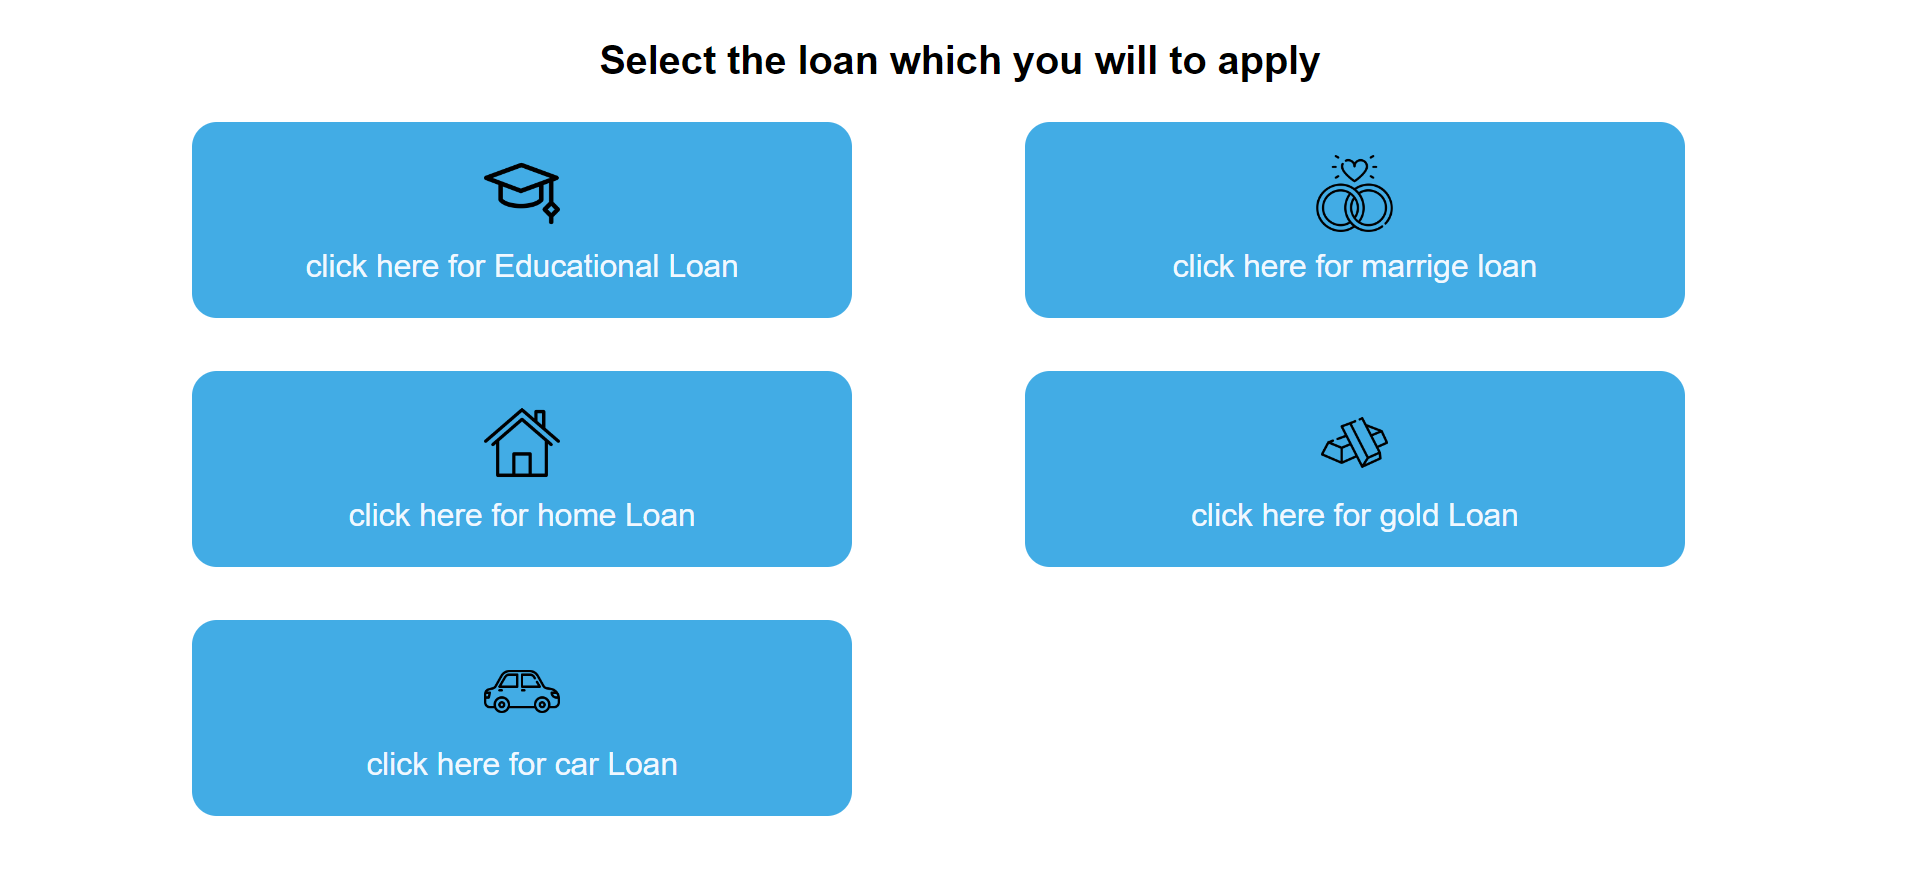 Select the loan which you will to apply
click here for Educational Loan
click here for marrige loan
click here for home Loan
click here for gold Loan
click here for car Loan